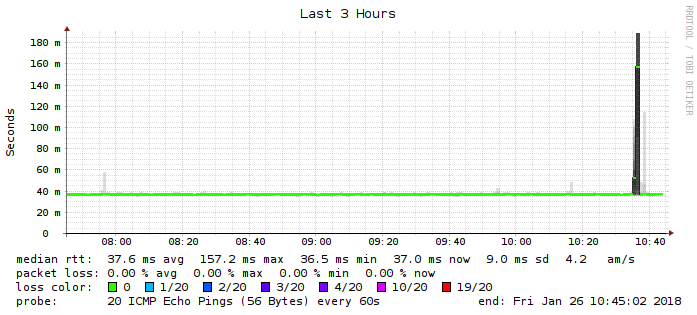 Last 3 Hours
RRDTOOL / TOBI OETIKER
Seconds
180 m
160 m
140 m
120 m
100 m
80 m
60 m
40 m
20 m
0
08:00 08:20 08:40 09:00 09:20 09:40 10:00 10:20 10:40
median rtt: 37.6 ms avg 157.2 ms max 36.5 ms min 37.0 ms now 9.0 ms sd 4.2 am/s
packet loss: 0.00 % avg 0.00 % max 0.00 % min 0.00 % now
loss color: 0 1/20 2/20 3/20 4/20 10/20 19/20
probe: 20 ICMP Echo Pings (56 Bytes) every 60s end: Fri Jan 26 10:45:02 2018